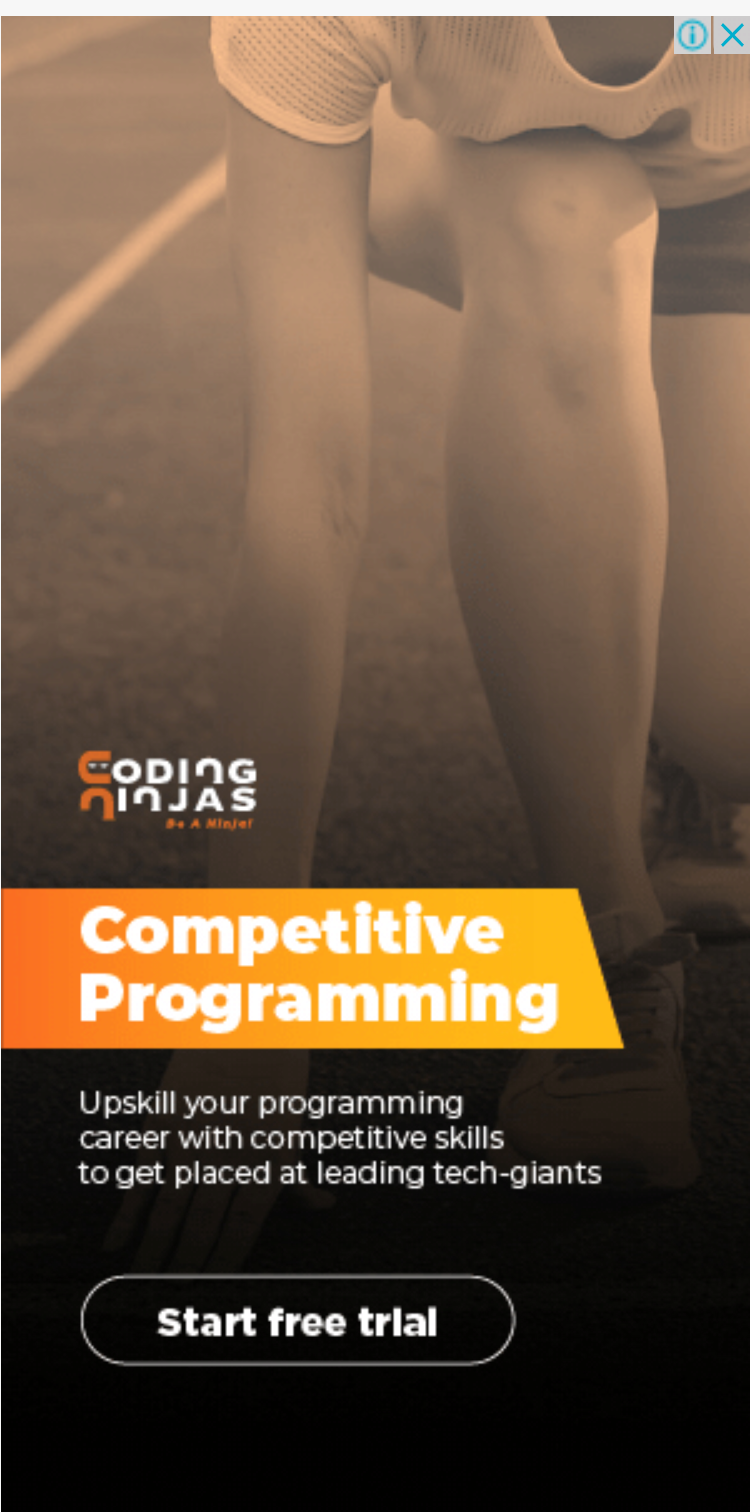 CODING
NINJAS
Be A Ninja!
Competitive
Programming
Upskill your programming
career with competitive skills
to get placed at leading tech-giants
Start free trial